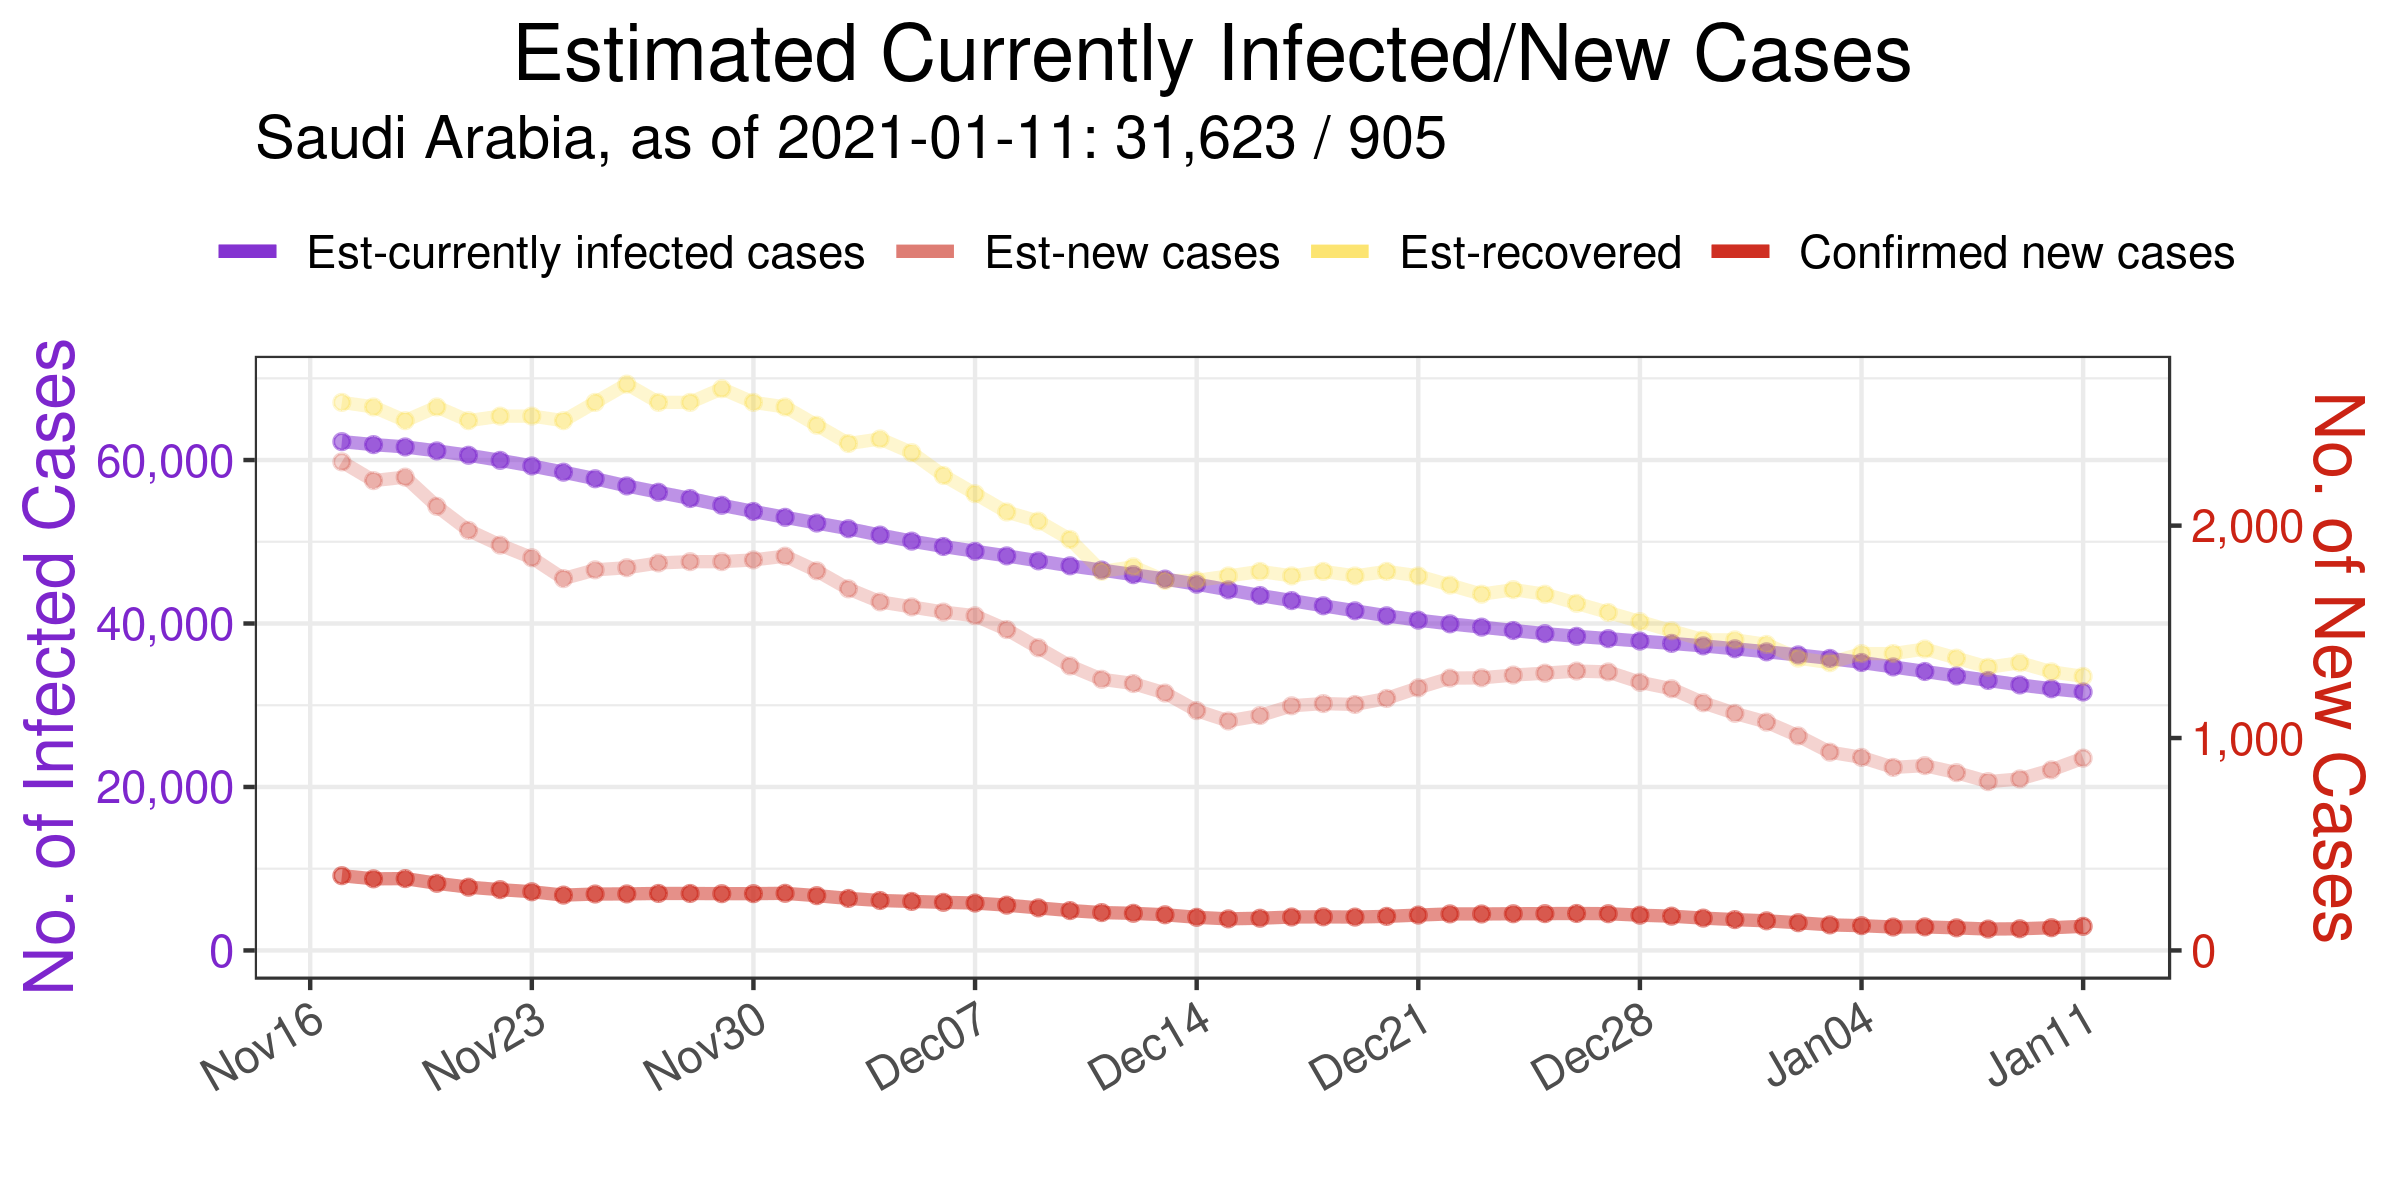 Estimated Currently Infected/New Cases
Saudi Arabia, as of 2021-01-11: 31,623 / 905
Est-currently infected cases Est-new cases Est-recovered Confirmed new cases
No. of Infected Cases
60,000
40,000
20,000
0
No. of New Cases
2,000
1,000
0
Nov16 Nov23 Nov30 Dec07 Dec14 Dec21 Dec28 Jan04 Jan11